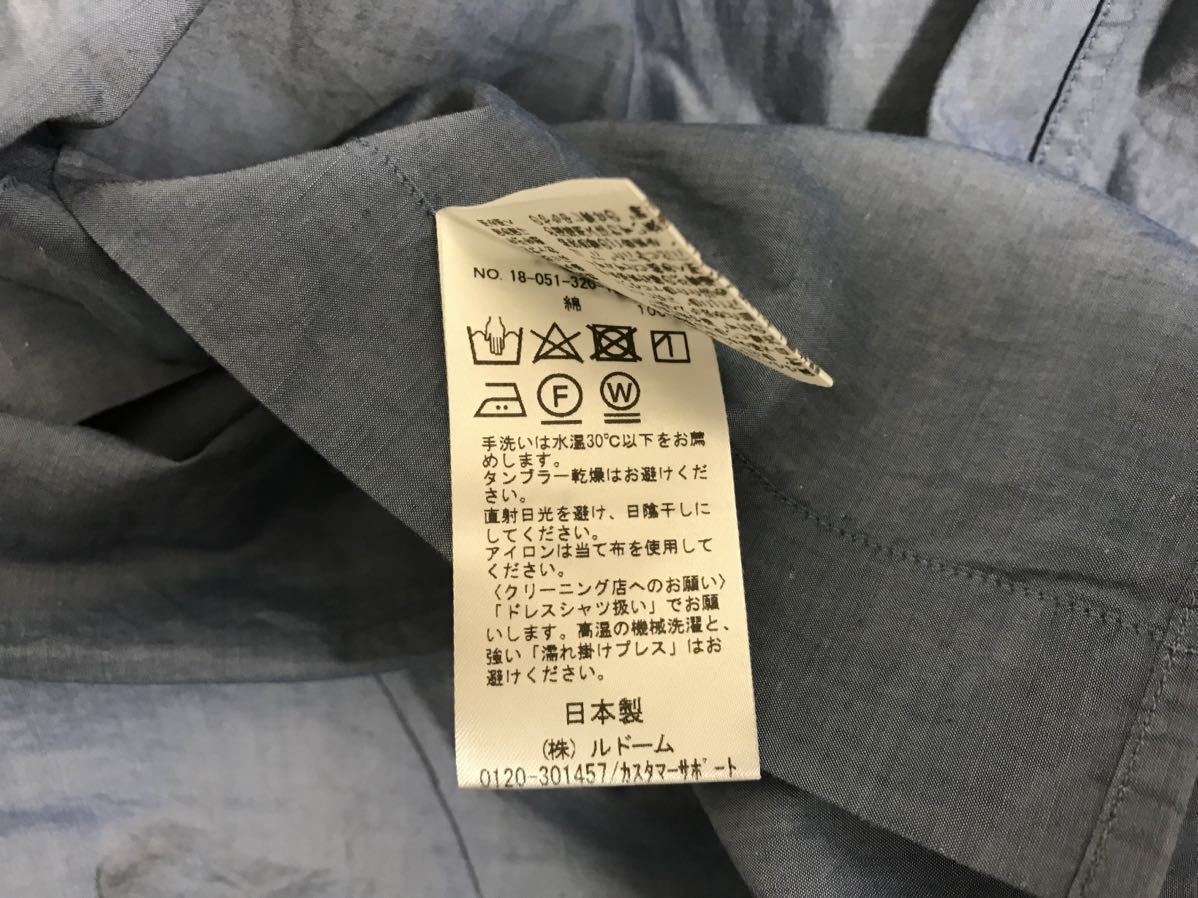 NO. 18-051-320-
綿
手洗いは水温30℃以下をお薦
めします。
タンブラー乾燥はお避けくだ
さい。
直射日光を避け、日陰干しに
してください。
アイロンは当て布を使用して
ください。
〈クリーニング店へのお願い〉
「ドレスシャツ扱い」でお願
いします。高温の機械洗濯と、
強い「濡れ掛けプレス」はお
避けください。
日本製
(株) ルドーム
0120-301457/カスタマーサポート